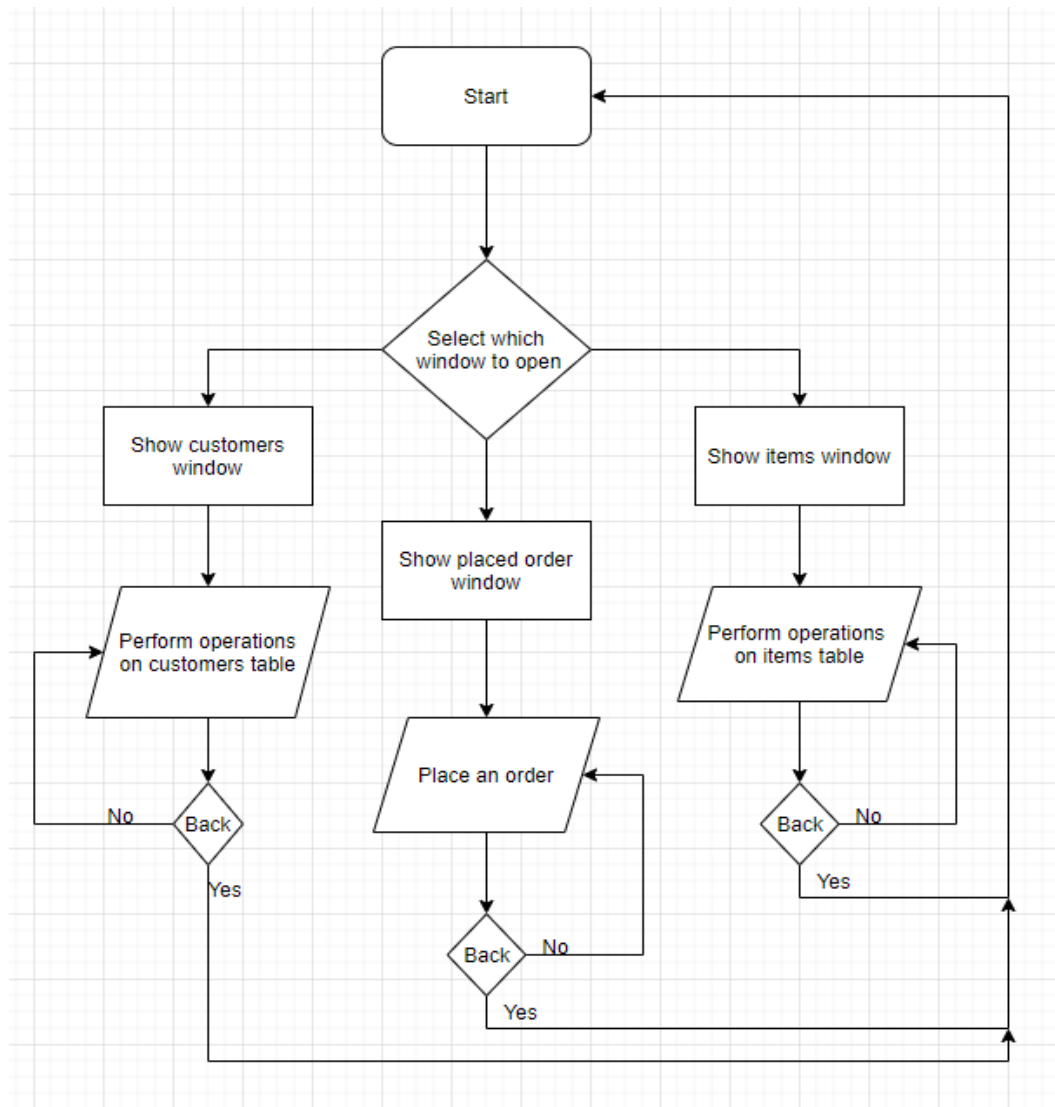 Start
Select which
window to open
Show customers
window
Show items window
Show placed order
window
Perform operations
on customers table
Perform operations
on items table
Place an order
No
Back
Back
No
Yes
Yes
Back
No
Yes